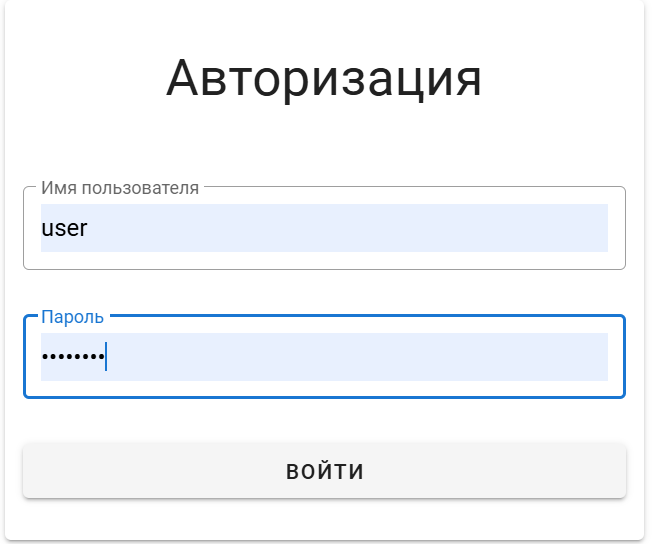 Авторизация
Имя пользователя
user
Пароль
••••••••
ВОЙТИ